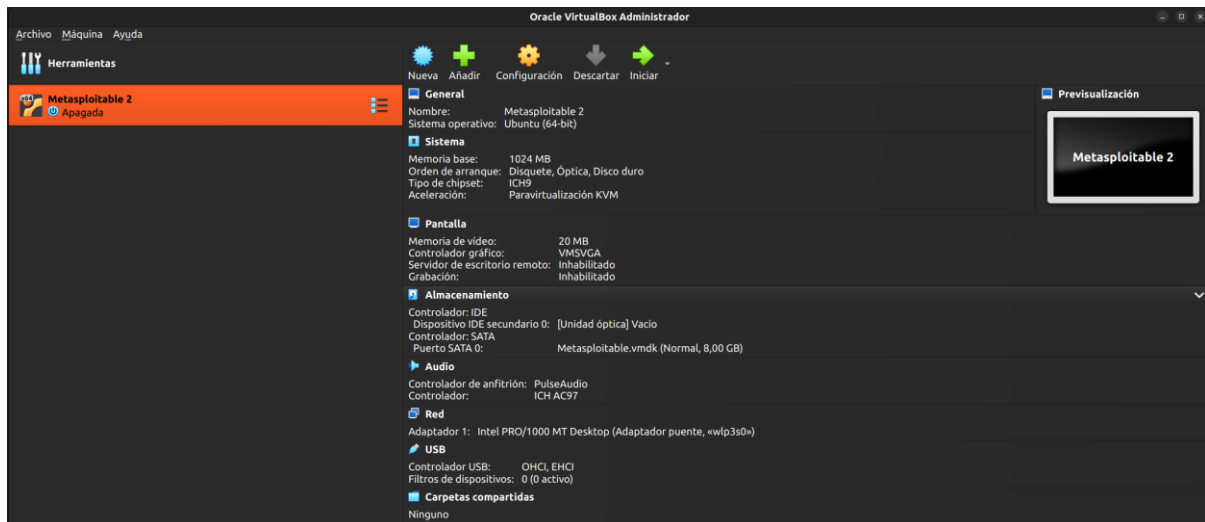 Oracle VirtualBox Administrador
Archivo Máquina Ayuda
Herramientas
Nueva Añadir Configuración Descartar Iniciar
Metasploitable 2
Apagada
General
Nombre: Metasploitable 2
Sistema operativo: Ubuntu (64-bit)
Sistema
Memoria base: 1024 MB
Orden de arranque: Disquete, Óptica, Disco duro
Tipo de chipset: ICH9
Aceleración: Paravirtualización KVM
Previsualización
Metasploitable 2
Pantalla
Memoria de vídeo: 20 MB
Controlador gráfico: VMSVGA
Servidor de escritorio remoto: Inhabilitado
Grabación: Inhabilitado
Almacenamiento
Controlador: IDE
Dispositivo IDE secundario 0: [Unidad óptica] Vacío
Controlador: SATA
Puerto SATA 0: Metasploitable.vmdk (Normal, 8,00 GB)
Audio
Controlador de anfitrión: PulseAudio
Controlador: ICH AC97
Red
Adaptador 1: Intel PRO/1000 MT Desktop (Adaptador puente, «wlp3s0»)
USB
Controlador USB: OHCI, EHCI
Filtros de dispositivos: 0 (0 activo)
Carpetas compartidas
Ninguno